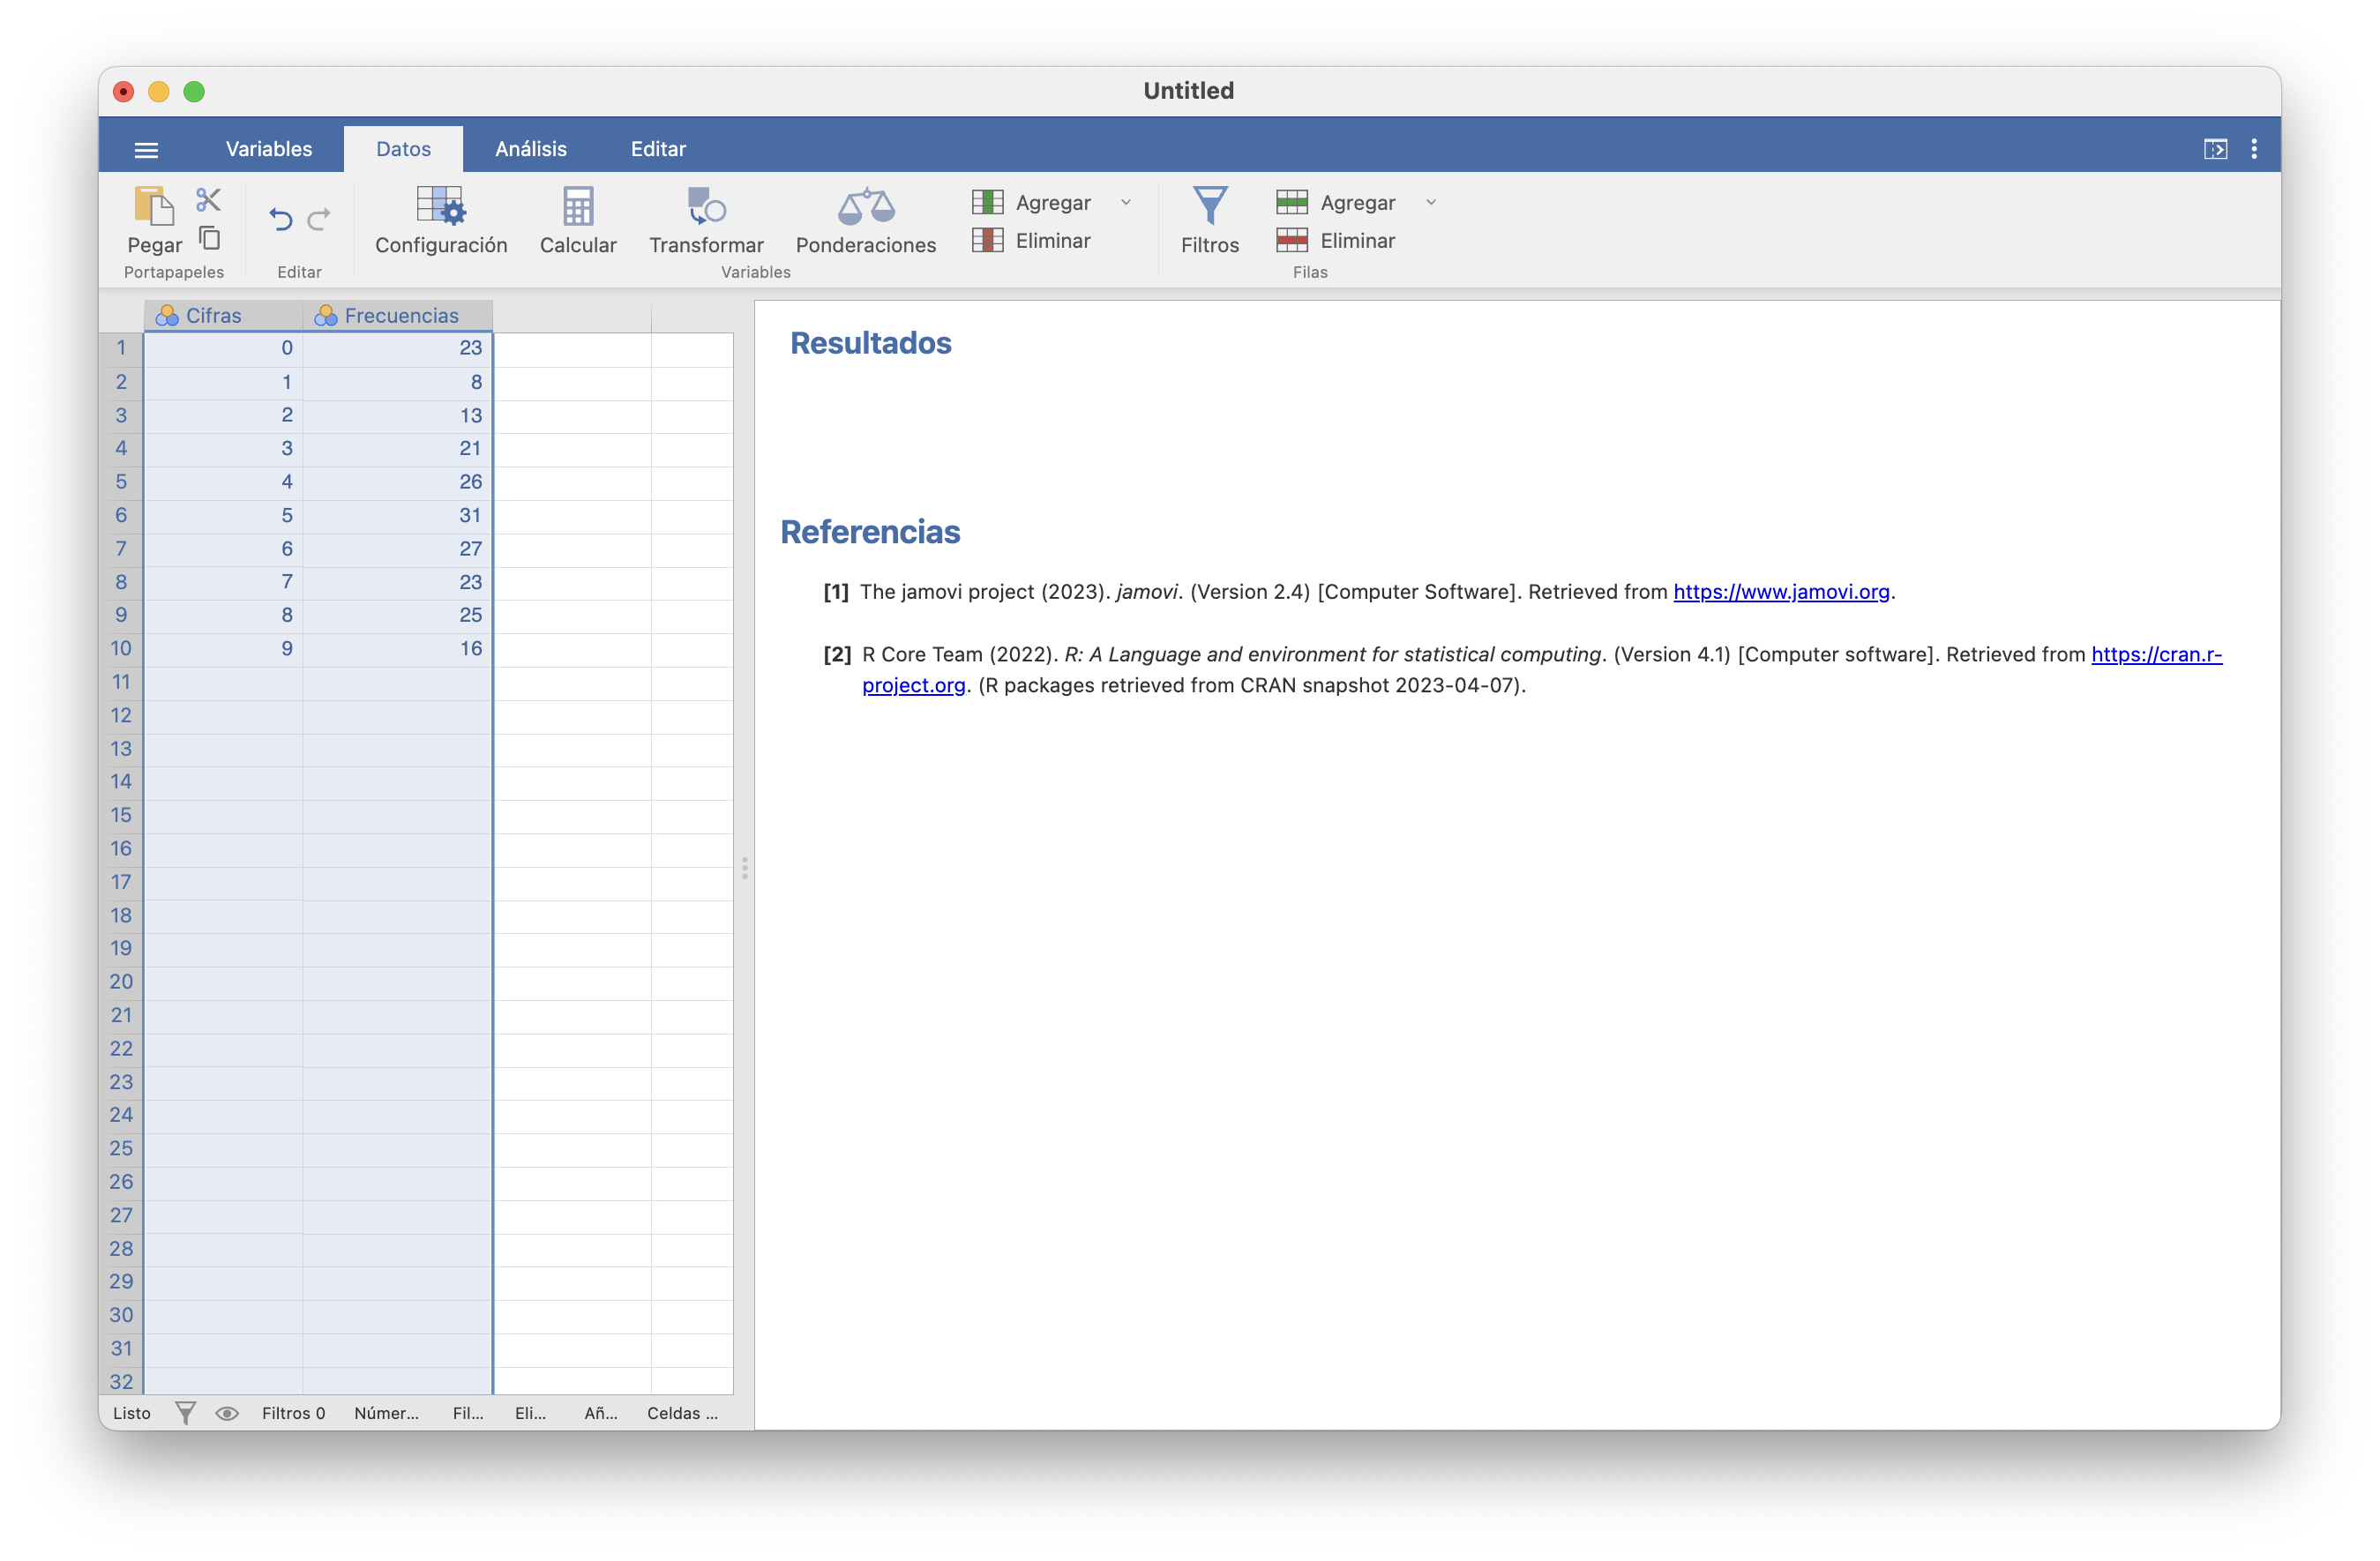 Untitled
Variables Datos Análisis Editar
Pegar Configuración Calcular Transformar Ponderaciones Agregar Eliminar Filtros Agregar Eliminar
Portapapeles Editar Variables Filas
Cifras Frecuencias
1 0 23
2 1 8
3 2 13
4 3 21
5 4 26
6 5 31
7 6 27
8 7 23
9 8 25
10 9 16
11
12
13
14
15
16
17
18
19
20
21
22
23
24
25
26
27
28
29
30
31
32
Listo Filtros 0 Númer... Fil... Eli... Añ... Celdas ...
Resultados
Referencias
[1] The jamovi project (2023). jamovi. (Version 2.4) [Computer Software]. Retrieved from https://www.jamovi.org.
[2] R Core Team (2022). R: A Language and environment for statistical computing. (Version 4.1) [Computer software]. Retrieved from https://cran.r-
project.org. (R packages retrieved from CRAN snapshot 2023-04-07).